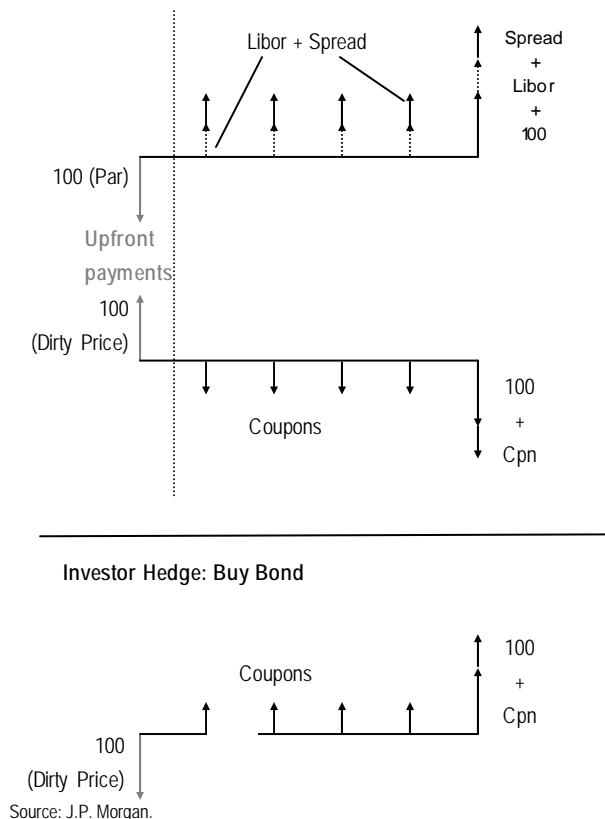 Libor + Spread
Spread
+
Libor
+
100
100 (Par)
Upfront
payments
100
(Dirty Price)
Coupons
100
+
Cpn
Investor Hedge: Buy Bond
Coupons
100
+
Cpn
100
(Dirty Price)
Source: J.P. Morgan.